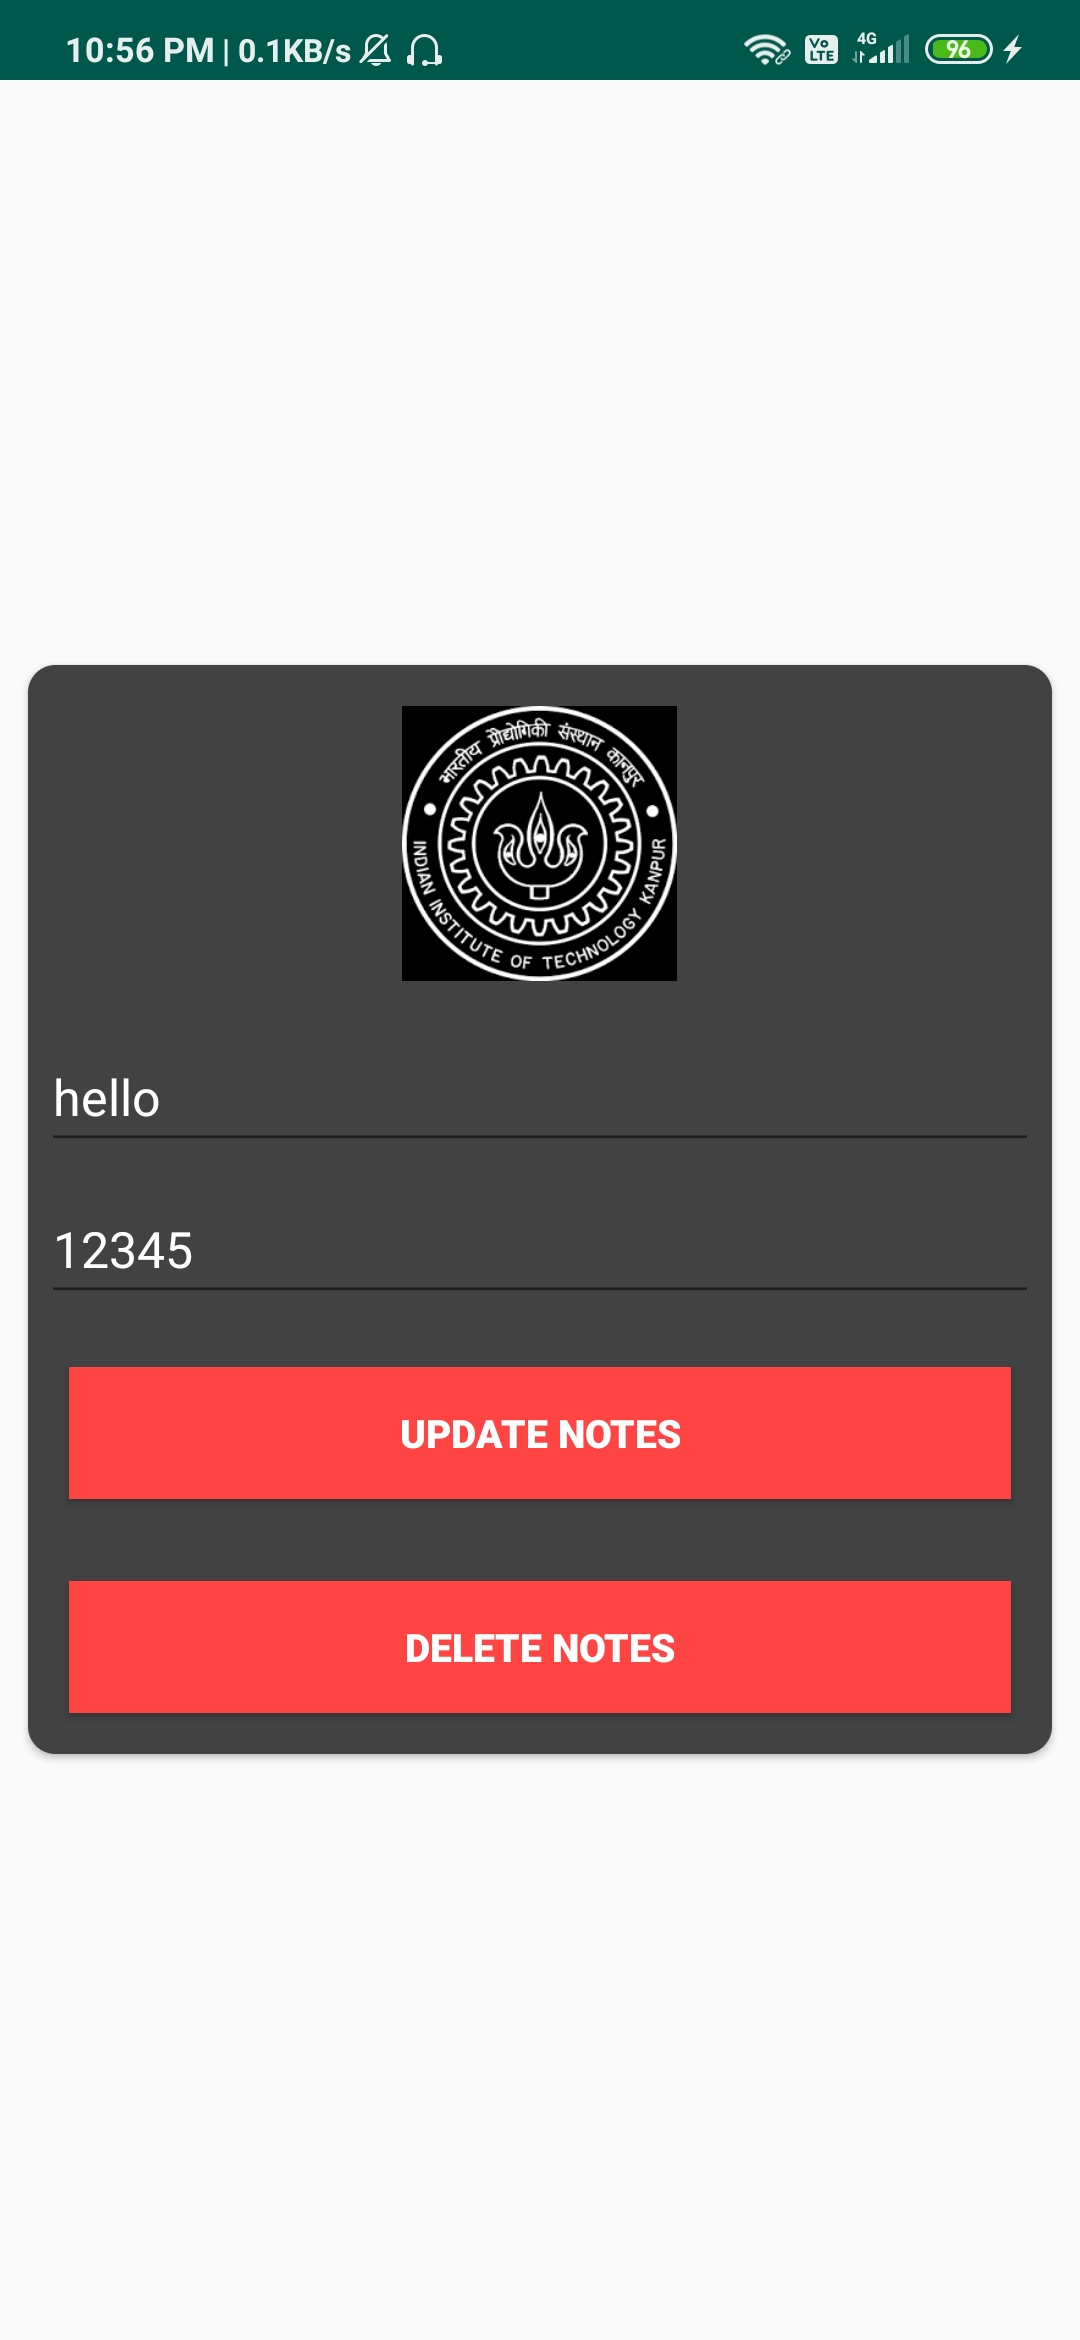 10:56 PM | 0.1KB/s
Vo LTE 4G 96
भारतीय प्रौद्योगिकी संस्थान कानपुर
INDIAN INSTITUTE OF TECHNOLOGY KANPUR
hello
12345
UPDATE NOTES
DELETE NOTES